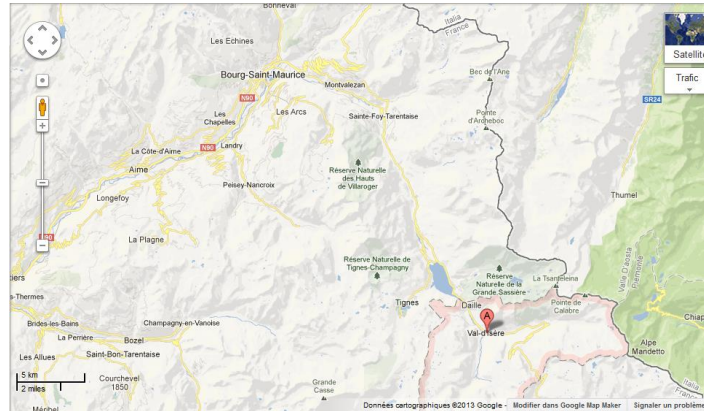 Bonneval
Italia
France
Les Echines
Satellite
Bec de l'Ane
Bourg-Saint-Maurice
Montvalezan
Trafic
N90
SR24
Les Arcs
Sainte-Foy-Tarentaise
Pointe
d'Archeboc
Les
Chapelles
La Côte-d'Aime
N90
Landry
Aime
Réserve Naturelle
des Hauts
de Villaroger
Peisey-Nancroix
Longefoy
Thumel
N90
La Plagne
Valle D'aosta
Piemonte
Réserve Naturelle de
Tignes-Champagny
Réserve
Naturelle de la
Grande Sassière
La Tsanteleina
tiers
s-Thermes
Tignes
Daille
Pointe de
Calabre
A
Val-d'Isère
Chiap
Brides-les-Bains
Champagny-en-Vanoise
La Perrière
Bozel
Alpe
Mandetto
Les Allues
Saint-Bon-Tarentaise
5 km
2 miles
Courchevel
1850
Grande
Casse
Italia
France
Méribel
Données cartographiques ©2013 Google - Modifier dans Google Map Maker Signaler un problème